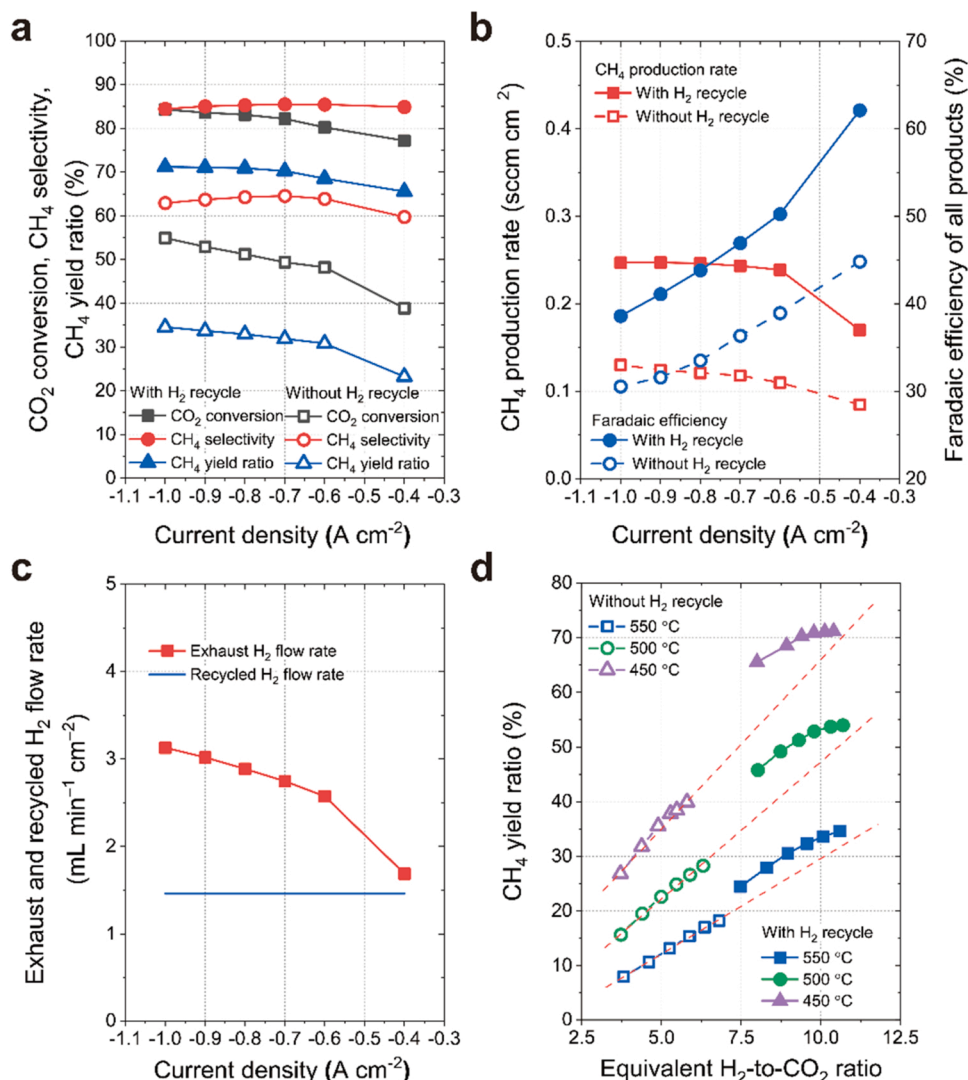 a
CO₂ conversion, CH₄ selectivity,
CH₄ yield ratio (%)
100
90
80
70
60
50
40
30
20
10
0
With H₂ recycle
CO₂ conversion
CH₄ selectivity
CH₄ yield ratio
Without H₂ recycle
CO₂ conversion
CH₄ selectivity
CH₄ yield ratio
-1.1 -1.0 -0.9 -0.8 -0.7 -0.6 -0.5 -0.4 -0.3
Current density (A cm⁻²)
b
CH₄ production rate (sccm cm⁻²)
0.5
0.4
0.3
0.2
0.1
0.0
CH₄ production rate
With H₂ recycle
Without H₂ recycle
Faradaic efficiency
With H₂ recycle
Without H₂ recycle
70
60
50
40
30
20
Faradaic efficiency of all products (%)
-1.1 -1.0 -0.9 -0.8 -0.7 -0.6 -0.5 -0.4 -0.3
Current density (A cm⁻²)
c
Exhaust and recycled H₂ flow rate
(mL min⁻¹ cm⁻²)
5
4
3
2
1
0
Exhaust H₂ flow rate
Recycled H₂ flow rate
-1.1 -1.0 -0.9 -0.8 -0.7 -0.6 -0.5 -0.4 -0.3
Current density (A cm⁻²)
d
CH₄ yield ratio (%)
80
70
60
50
40
30
20
10
0
Without H₂ recycle
550 °C
500 °C
450 °C
With H₂ recycle
550 °C
500 °C
450 °C
2.5 5.0 7.5 10.0 12.5
Equivalent H₂-to-CO₂ ratio